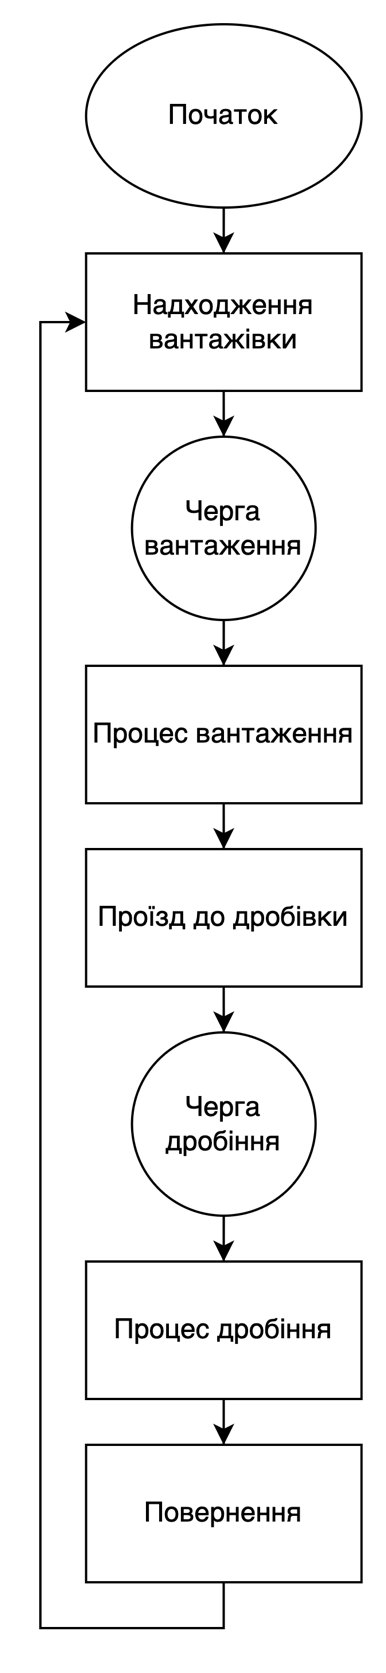 Початок
Надходження
вантажівки
Черга
вантаження
Процес вантаження
Проїзд до дробівки
Черга
дробіння
Процес дробіння
Повернення